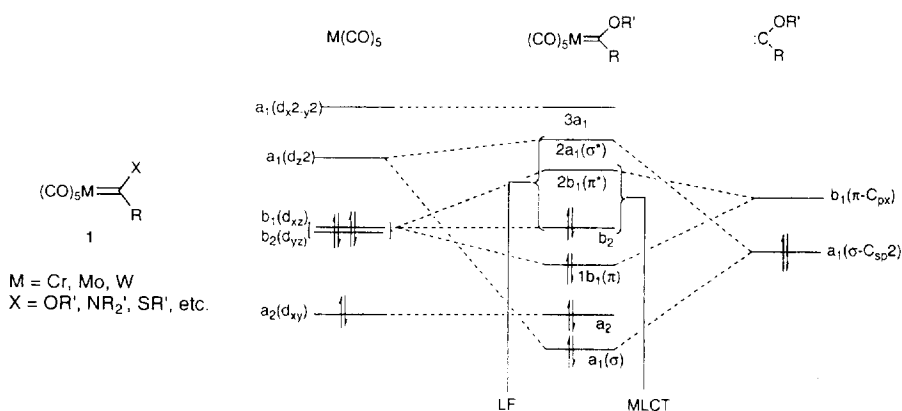 M(CO)5
(CO)5M
OR'
R
:C
OR'
R
a1(dx2-y2)
3a1
a1(dz2)
2a1(σ*)
X
(CO)5M
R
1
2b1(π*)
b1(π-Cpx)
b1(dxz)
b2(dyz)
b2
a1(σ-Csp2)
1b1(π)
M = Cr, Mo, W
X = OR', NR2', SR', etc.
a2(dxy)
a2
a1(σ)
LF
MLCT